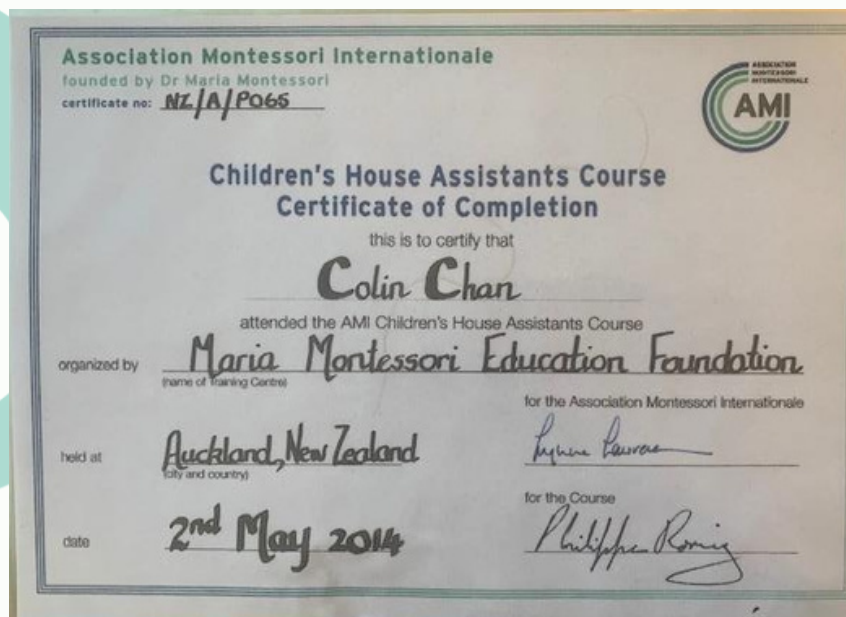 Association Montessori Internationale
founded by Dr Maria Montessori
certificate no: NZ/A/P065
ASSOCIATION
MONTESSORI
INTERNATIONALE
AMI
Children's House Assistants Course
Certificate of Completion
this is to certify that
Colin Chan
attended the AMI Children's House Assistants Course
organized by Maria Montessori Education Foundation
(name of Training Centre)
for the Association Montessori Internationale
held at Auckland, New Zealand
(city and country)
for the Course
date 2nd May 2014
Philippa Romig